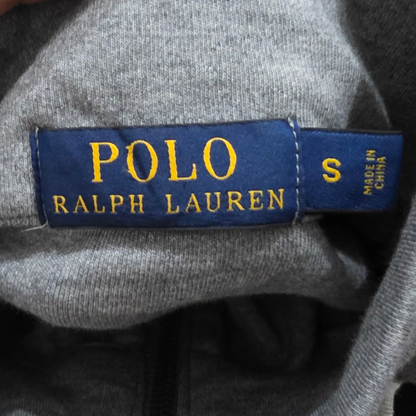 POLO
RALPH LAUREN
S
MADE IN
CHINA